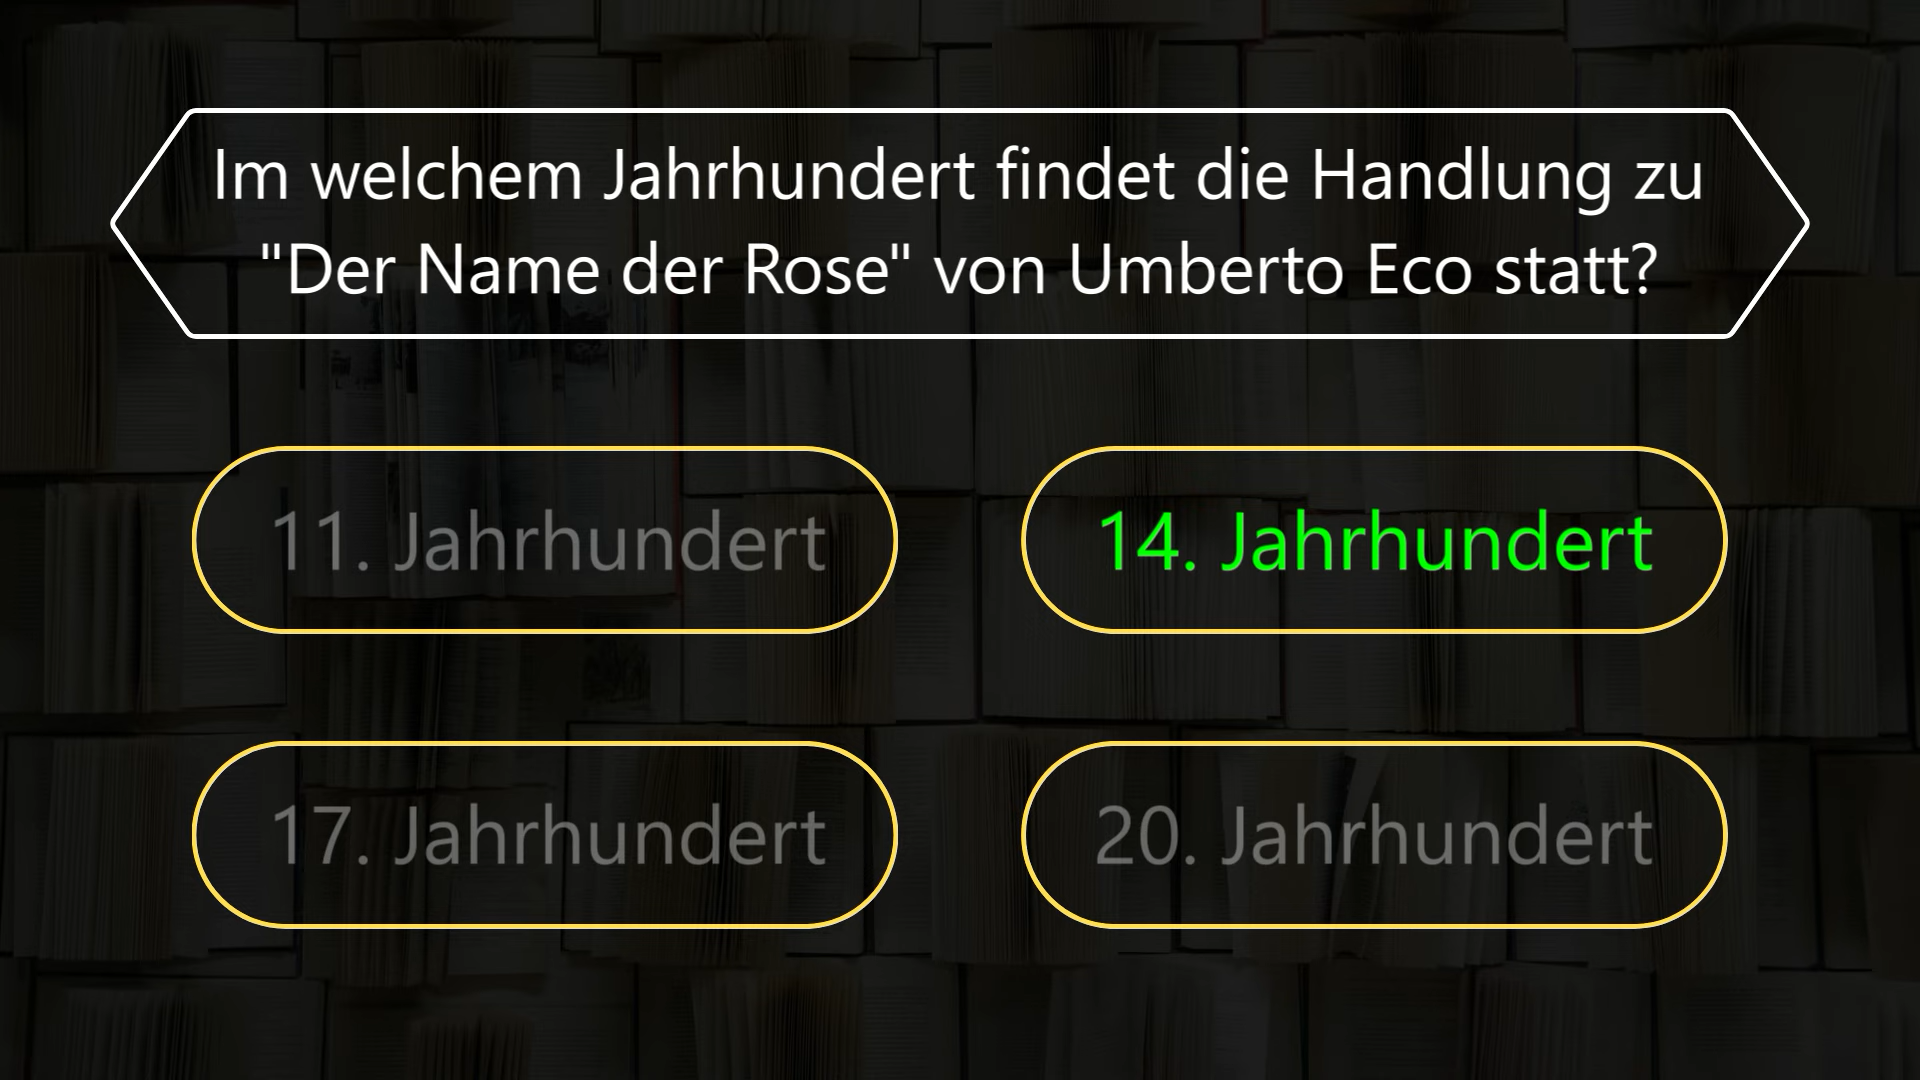 Im welchem Jahrhundert findet die Handlung zu
"Der Name der Rose" von Umberto Eco statt?
11. Jahrhundert
14. Jahrhundert
17. Jahrhundert
20. Jahrhundert